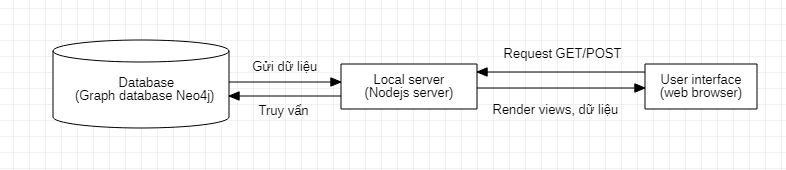 Database
(Graph database Neo4j)
Gửi dữ liệu
Truy vấn
Local server
(Nodejs server)
Request GET/POST
Render views, dữ liệu
User interface
(web browser)